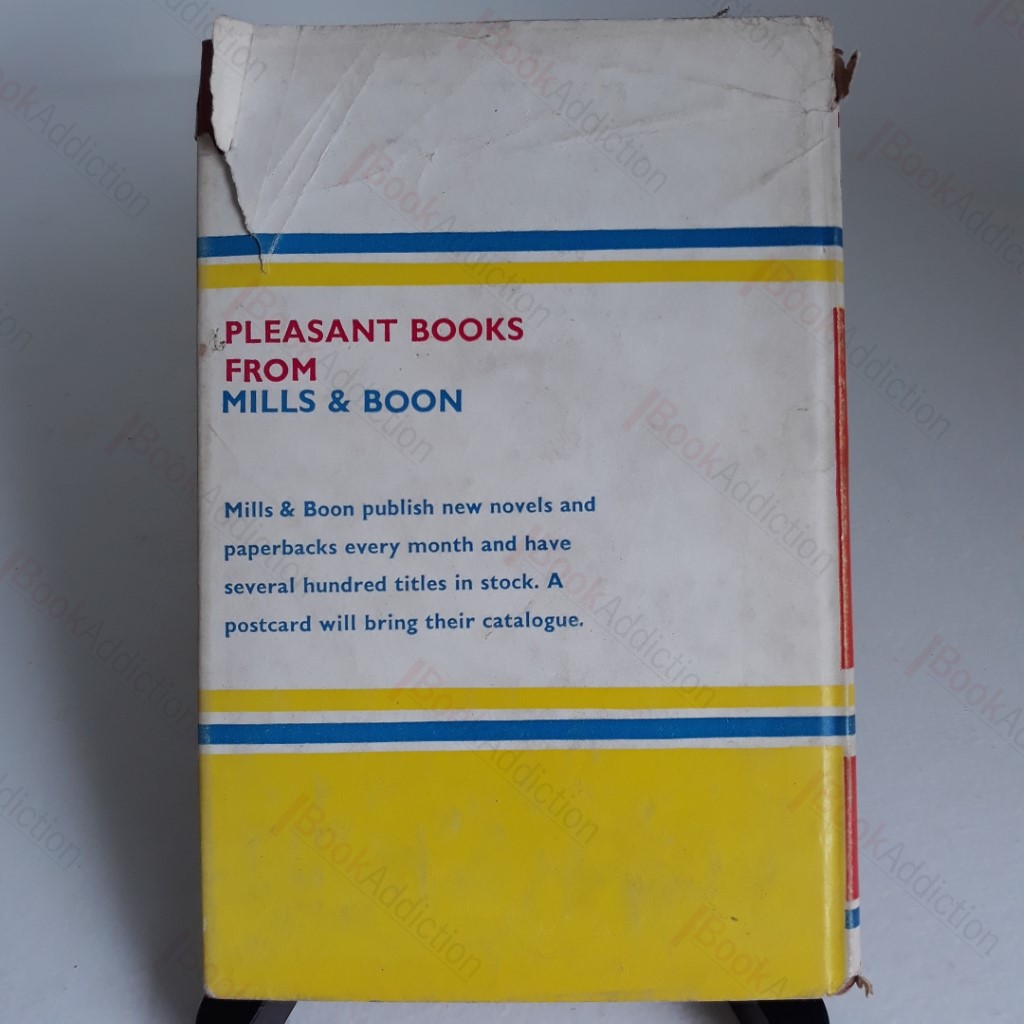 PLEASANT BOOKS
FROM
MILLS & BOON
Mills & Boon publish new novels and
paperbacks every month and have
several hundred titles in stock. A
postcard will bring their catalogue.
BookAddiction